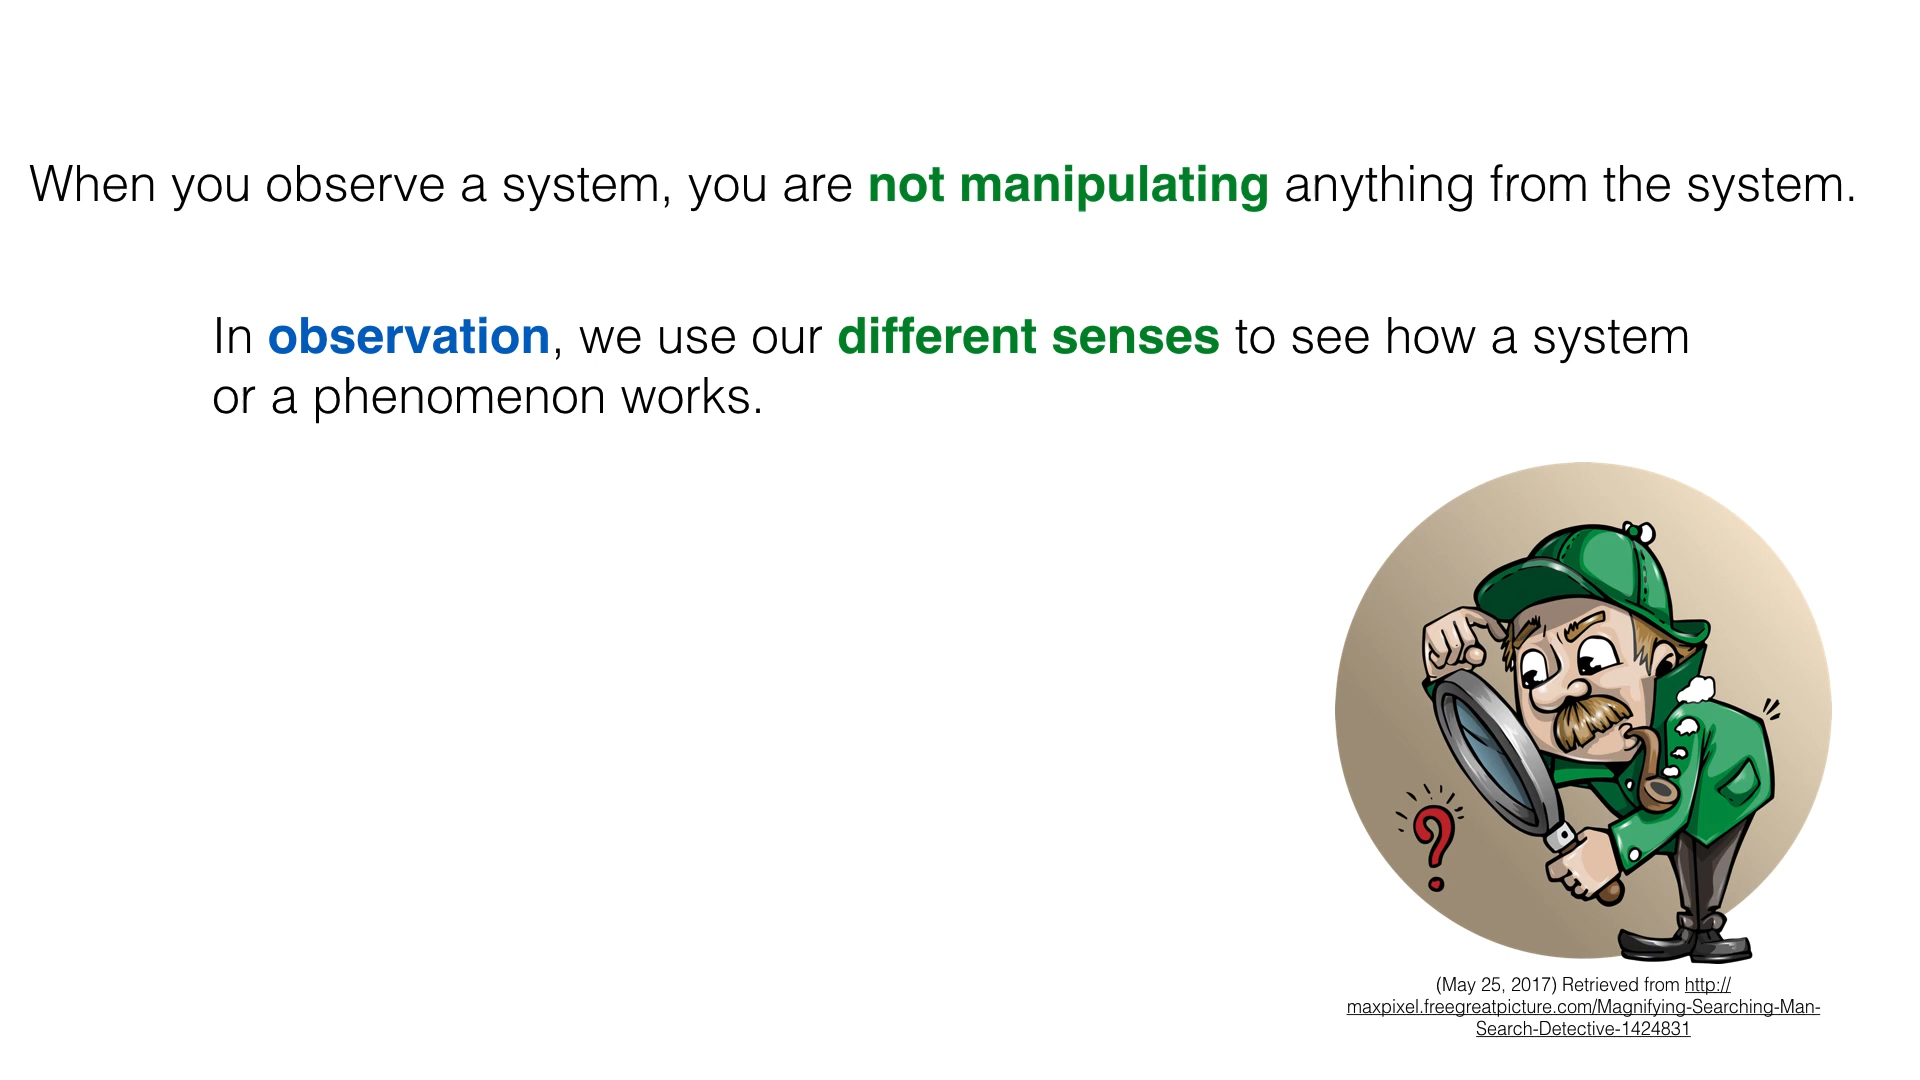 When you observe a system, you are not manipulating anything from the system.
In observation, we use our different senses to see how a system
or a phenomenon works.
?
(May 25, 2017) Retrieved from http://
maxpixel.freegreatpicture.com/Magnifying-Searching-Man-
Search-Detective-1424831